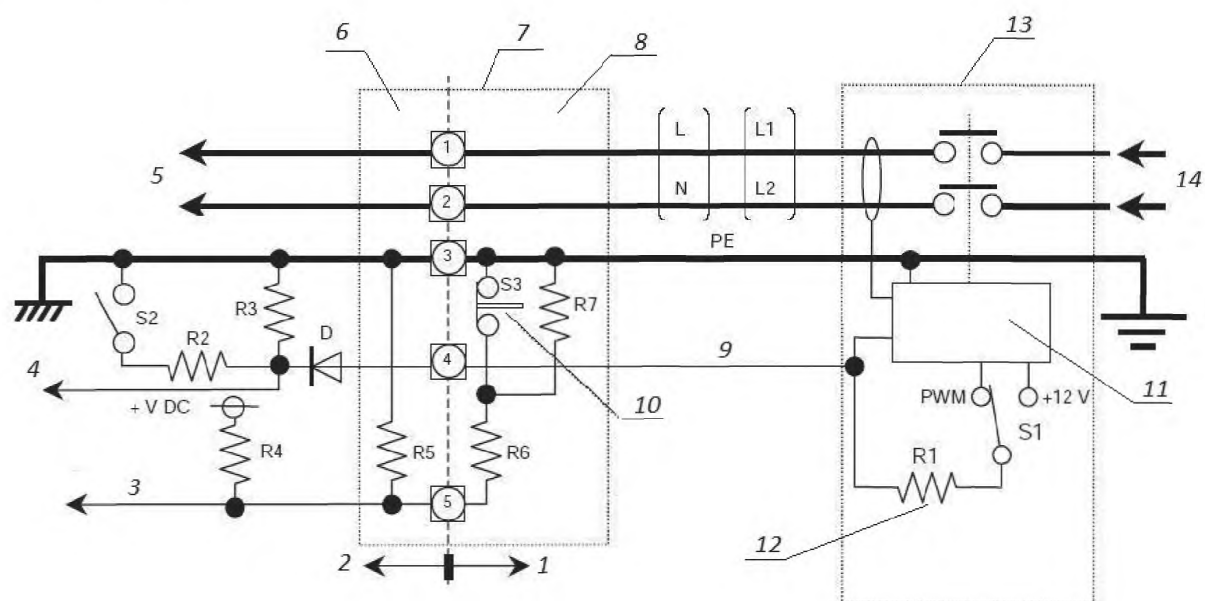 6 7 8 13
1 L L1
5 14
2 N L2
3 PE
S3
S2 R3 R7
R2 D
4 4 9 11
+ V DC 10 PWM +12 V
S1
R4 R5 R6 R1
3 5
12
2 1